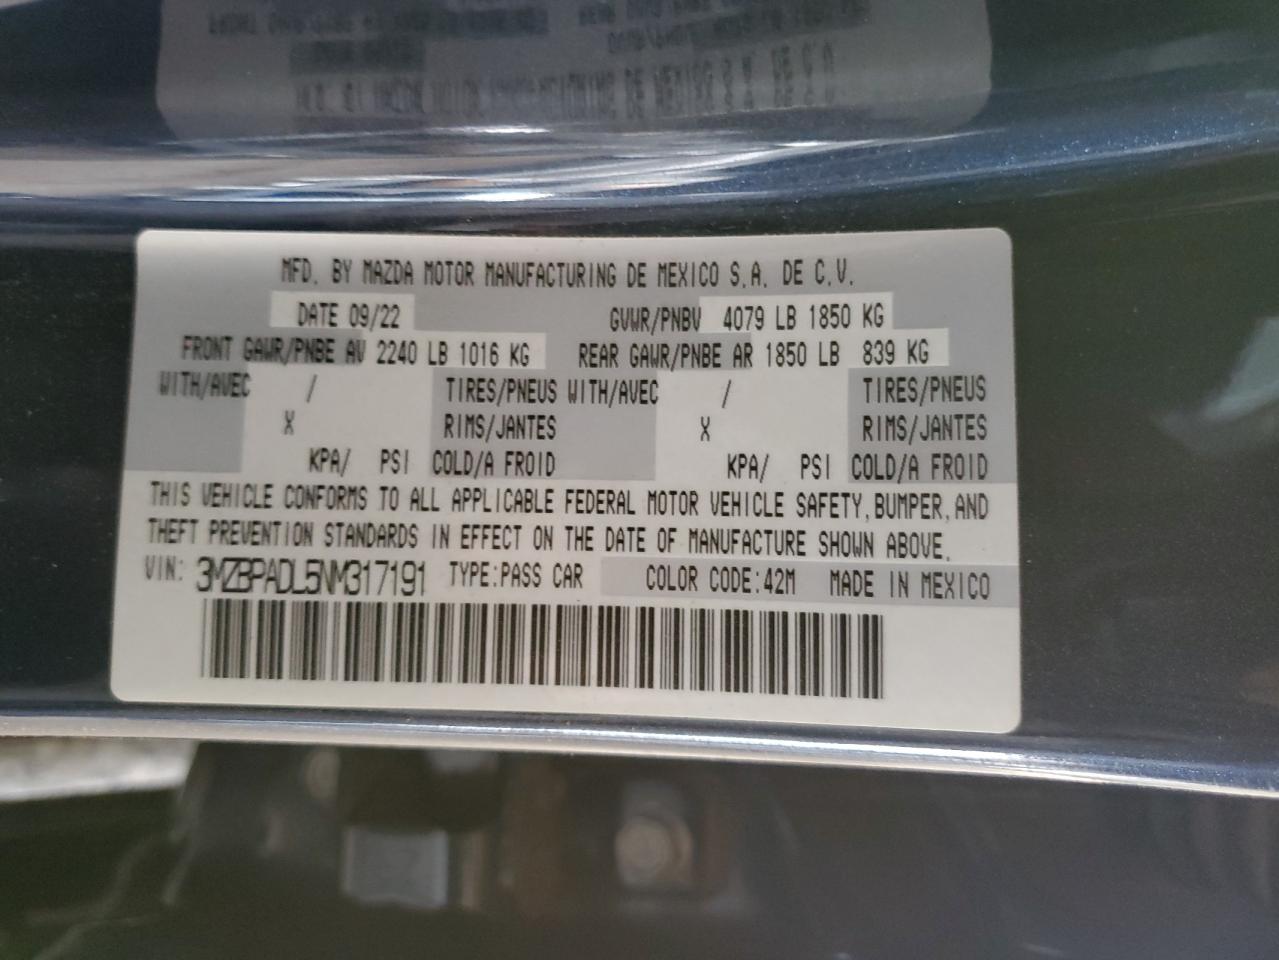 MFD. BY MAZDA MOTOR MANUFACTURING DE MEXICO S.A. DE C.V.
DATE 09/22 GVWR/PNBV 4079 LB 1850 KG
FRONT GAWR/PNBE AV 2240 LB 1016 KG REAR GAWR/PNBE AR 1850 LB 839 KG
WITH/AVEC / TIRES/PNEUS WITH/AVEC / TIRES/PNEUS
X RIMS/JANTES X RIMS/JANTES
KPA/ PSI COLD/A FROID KPA/ PSI COLD/A FROID
THIS VEHICLE CONFORMS TO ALL APPLICABLE FEDERAL MOTOR VEHICLE SAFETY, BUMPER, AND
THEFT PREVENTION STANDARDS IN EFFECT ON THE DATE OF MANUFACTURE SHOWN ABOVE.
VIN: 3MZBPADL5NM317191 TYPE:PASS CAR COLOR CODE:42M MADE IN MEXICO